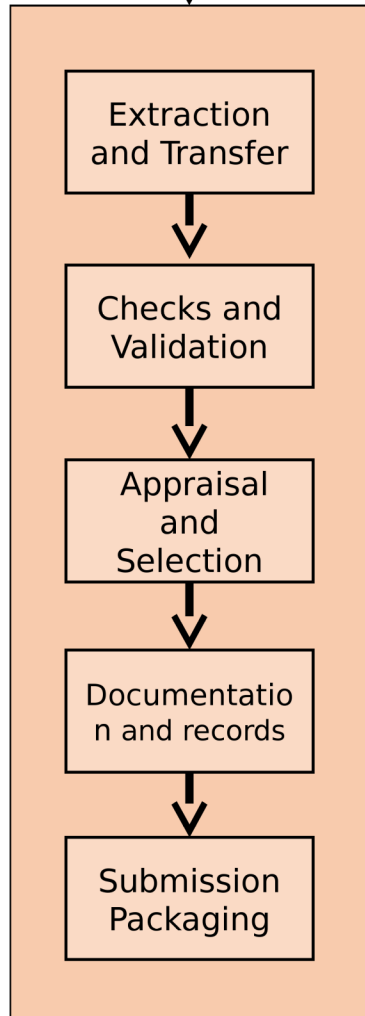 Extraction
and Transfer
Checks and
Validation
Appraisal
and
Selection
Documentatio
n and records
Submission
Packaging